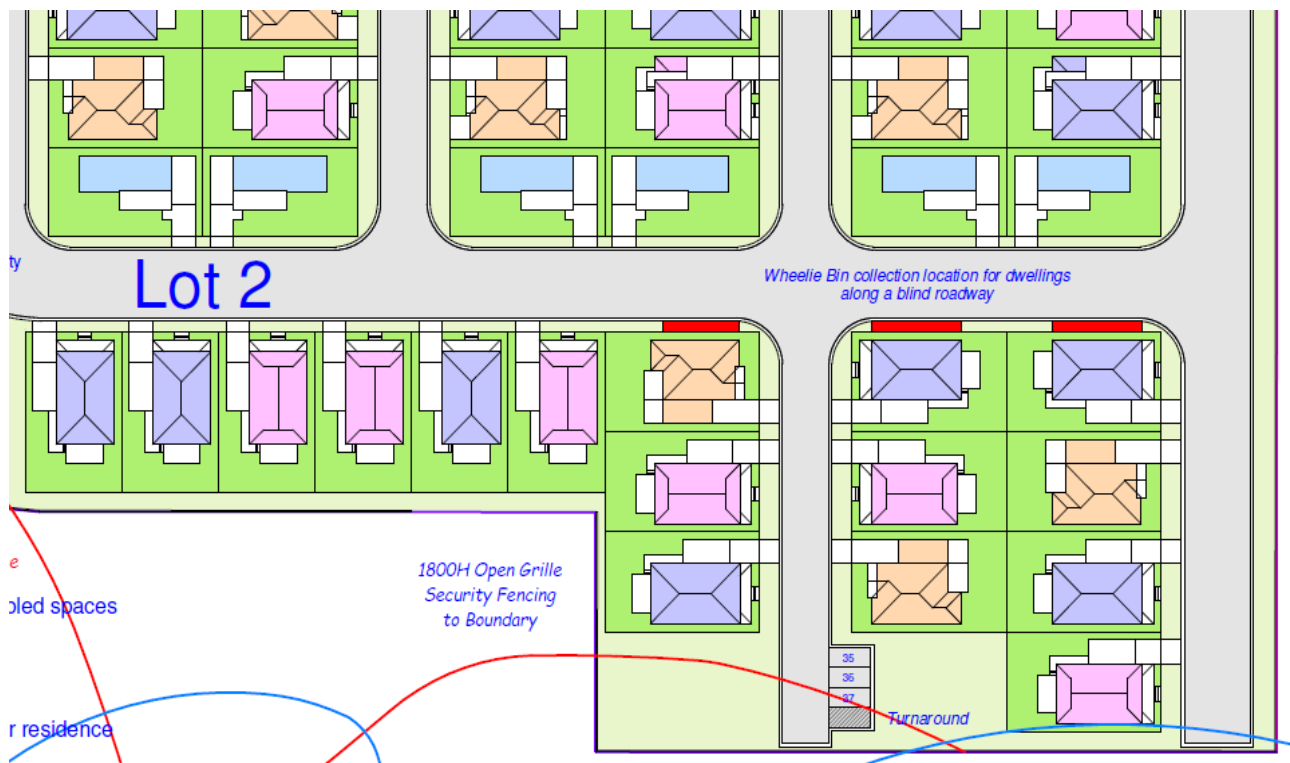 ty
Lot 2
Wheelie Bin collection location for dwellings
along a blind roadway
e
1800H Open Grille
Security Fencing
to Boundary
bled spaces
35
36
37
Turnaround
r residence